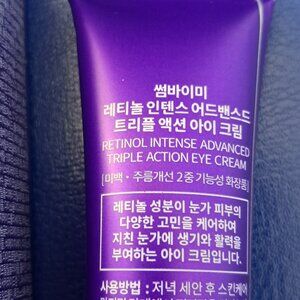 썸바이미
레티놀 인텐스 어드밴스드
트리플 액션 아이 크림
RETINOL INTENSE ADVANCED
TRIPLE ACTION EYE CREAM
[미백·주름개선 2중 기능성 화장품]
레티놀 성분이 눈가 피부의
다양한 고민을 케어하여
지친 눈가에 생기와 활력을
부여하는 아이 크림입니다.
사용방법 : 저녁 세안 후 스킨케어